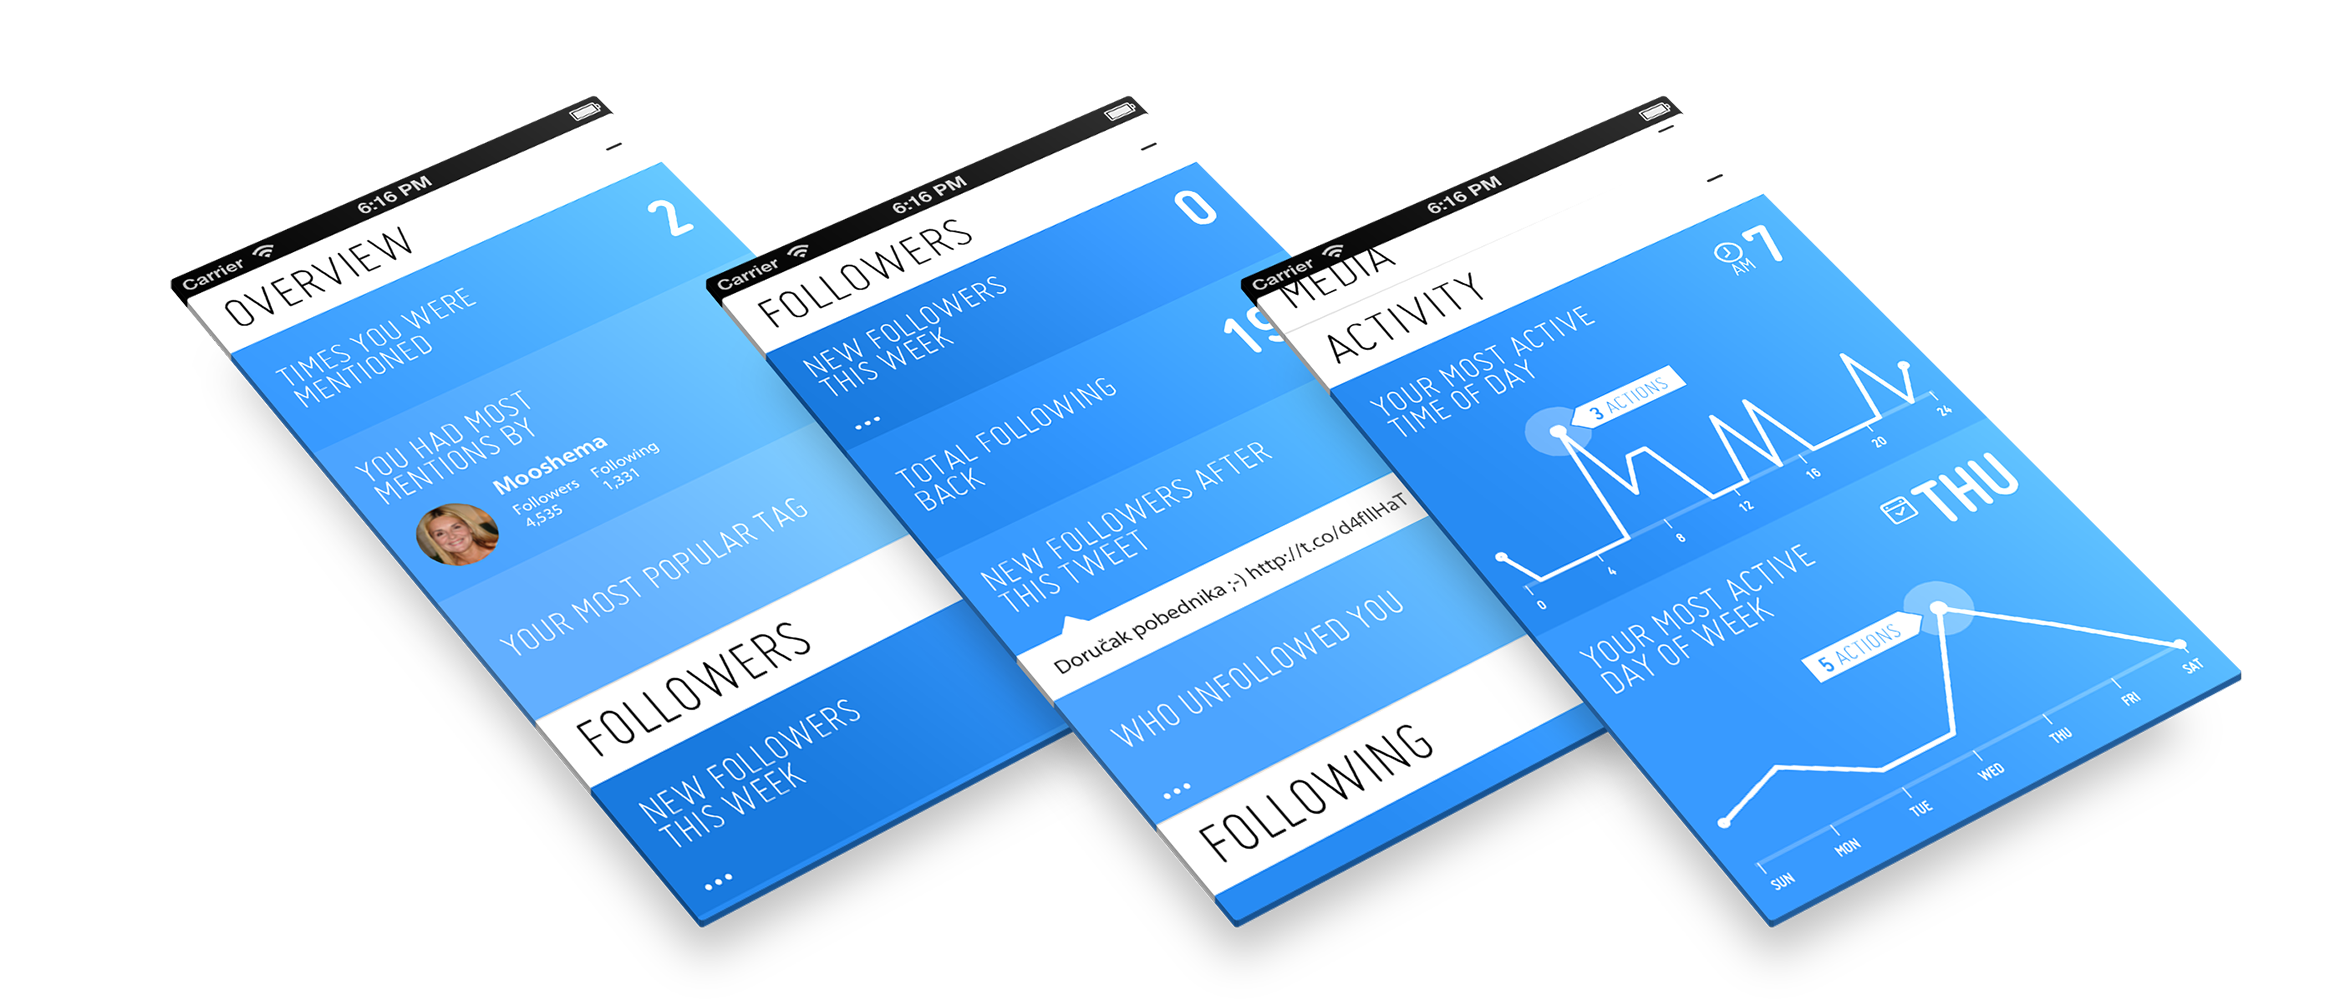 Carrier 6:16 PM
OVERVIEW
2
TIMES YOU WERE
MENTIONED
YOU HAD MOST
MENTIONS BY
Mooshema
Followers Following
4,535 1,331
YOUR MOST POPULAR TAG
FOLLOWERS
NEW FOLLOWERS
THIS WEEK
...
Carrier 6:16 PM
FOLLOWERS
0
NEW FOLLOWERS
THIS WEEK
...
19
TOTAL FOLLOWING
BACK
NEW FOLLOWERS AFTER
THIS TWEET
Doručak pobednika ;-) http://t.co/d4fIlHaT
WHO UNFOLLOWED YOU
...
FOLLOWING
Carrier 6:16 PM
MEDIA
ACTIVITY
AM 7
YOUR MOST ACTIVE
TIME OF DAY
3 ACTIONS
0 4 8 12 16 20 24
THU
YOUR MOST ACTIVE
DAY OF WEEK
5 ACTIONS
SUN MON TUE WED THU FRI SAT